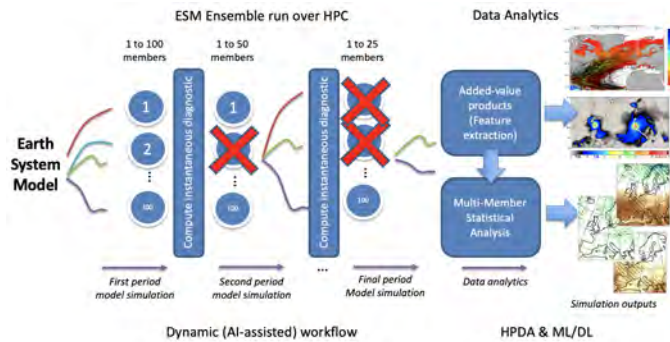 ESM Ensemble run over HPC
Data Analytics
1 to 100
members
1 to 50
members
1 to 25
members
Earth
System
Model
1
2
100
Compute instantaneous diagnostic
1
100
Compute instantaneous diagnostic
100
Added-value
products
(Feature
extraction)
Multi-Member
Statistical
Analysis
First period
model simulation
Second period
model simulation
...
Final period
Model simulation
Data analytics
Simulation outputs
Dynamic (AI-assisted) workflow
HPDA & ML/DL